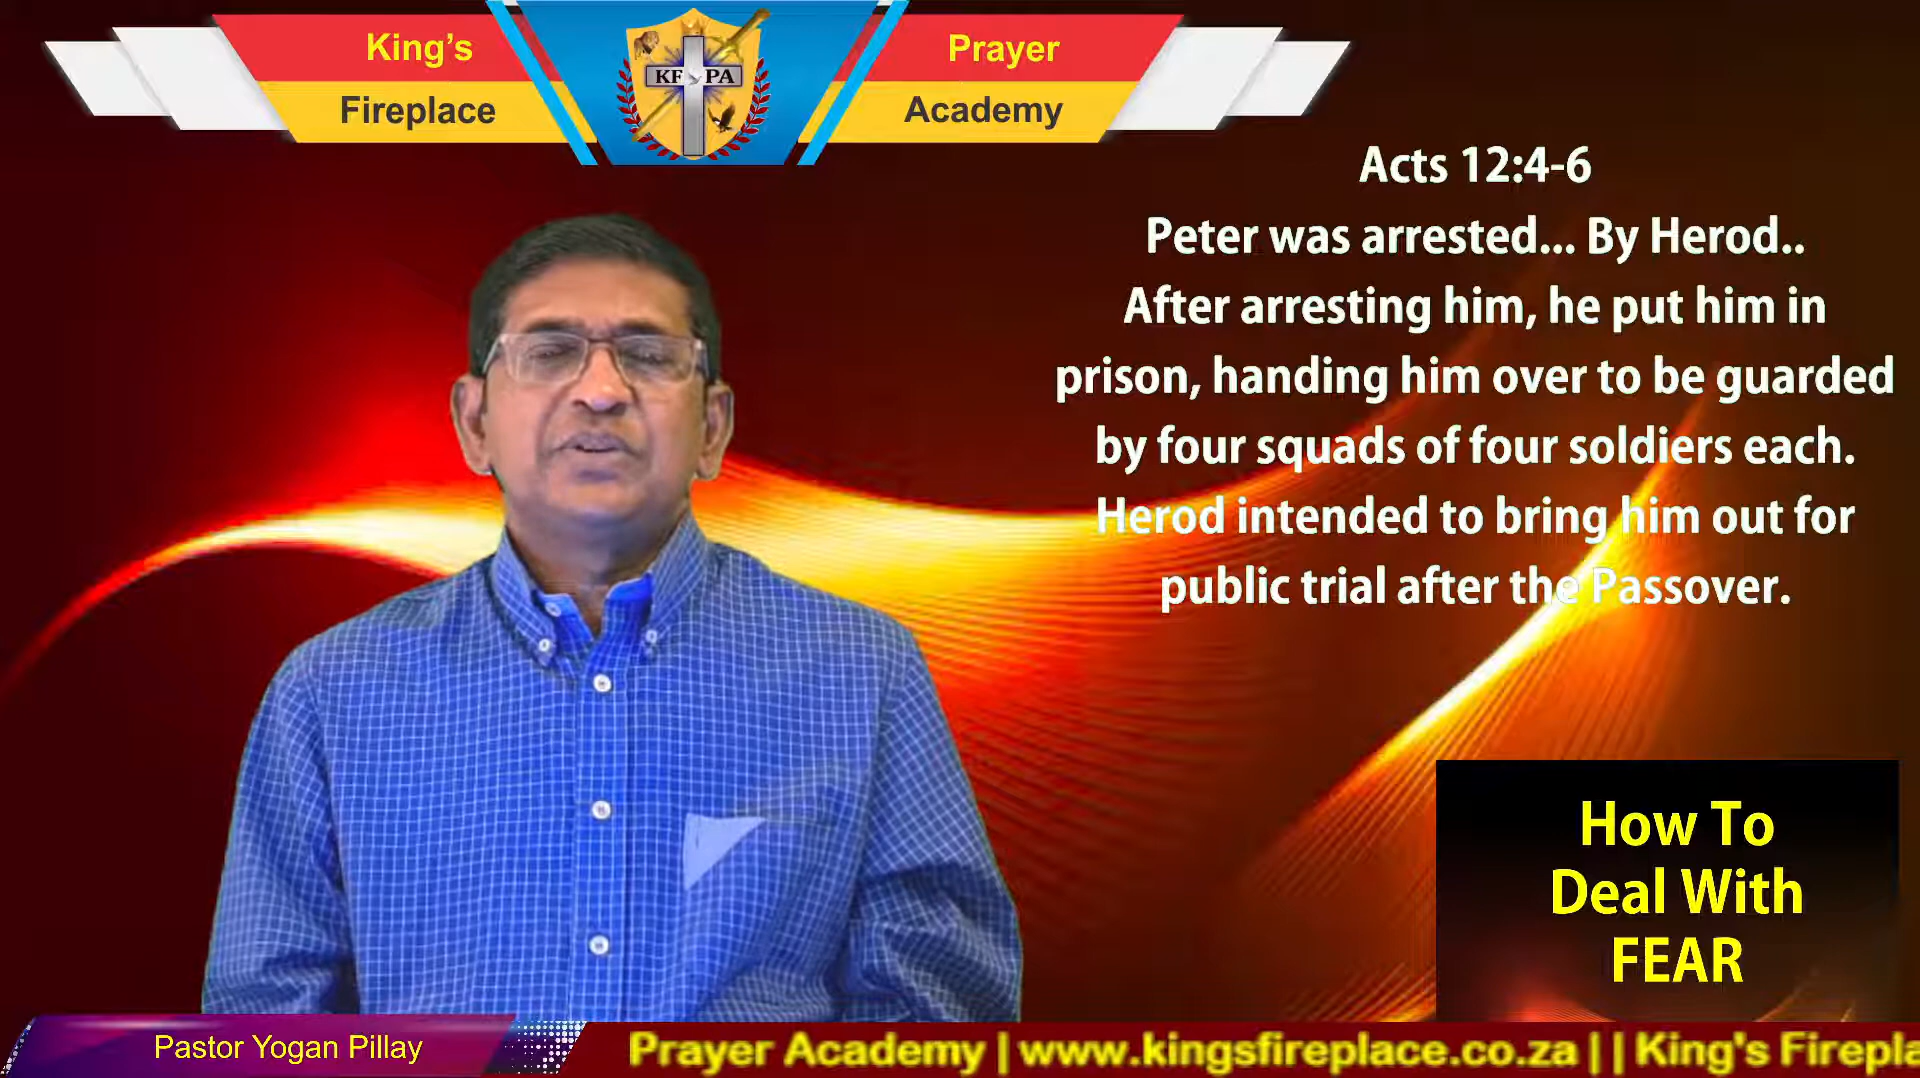 King's
Fireplace
KF PA
Prayer
Academy
Acts 12:4-6
Peter was arrested... By Herod..
After arresting him, he put him in
prison, handing him over to be guarded
by four squads of four soldiers each.
Herod intended to bring him out for
public trial after the Passover.
How To
Deal With
FEAR
Pastor Yogan Pillay
Prayer Academy | www.kingsfireplace.co.za | | King's Firepla